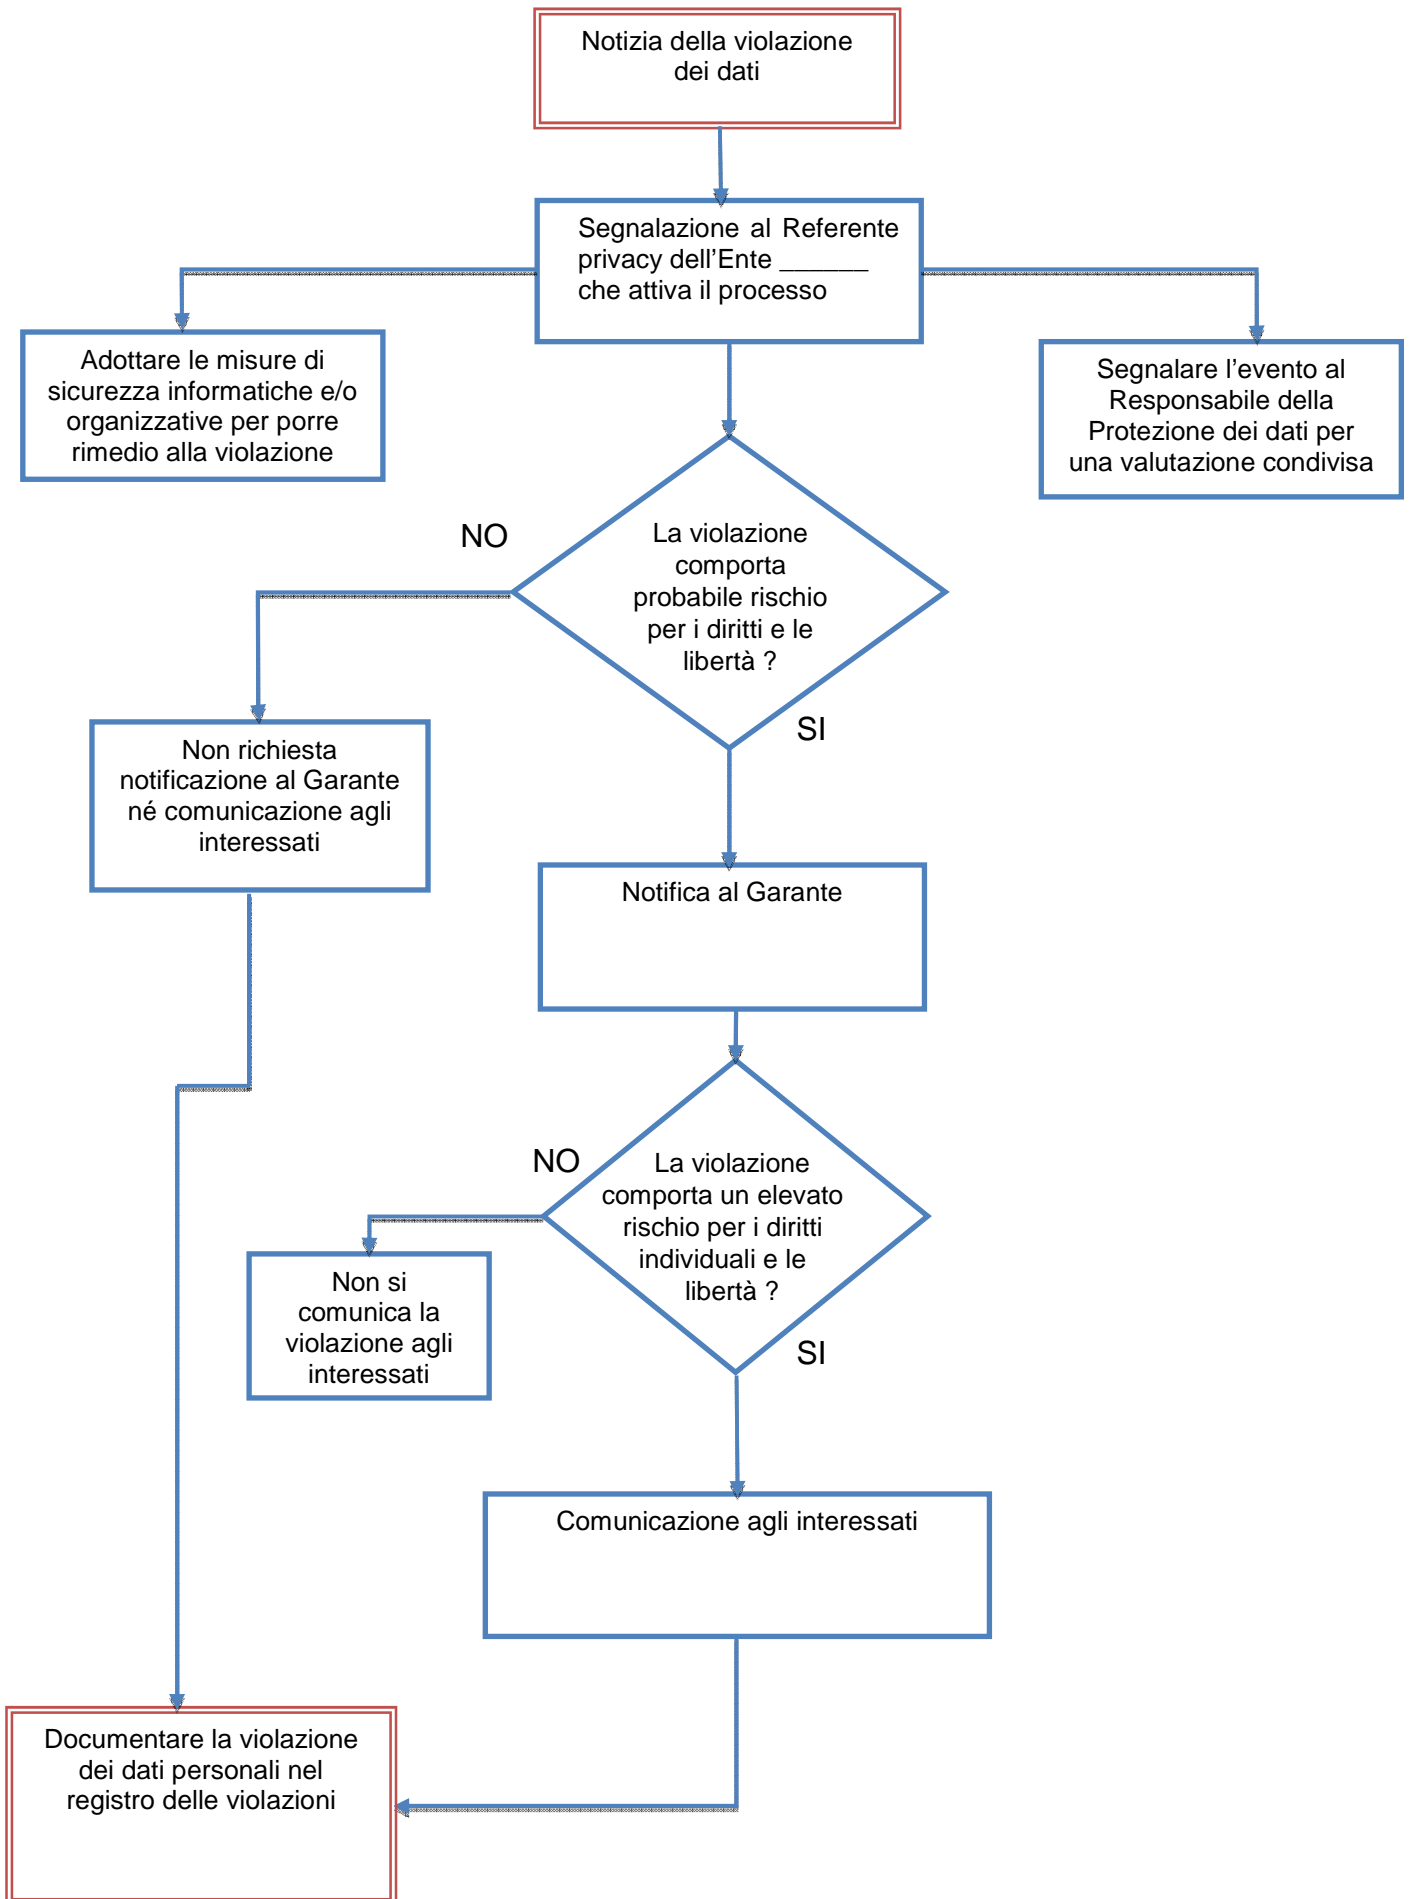 Notizia della violazione
dei dati
Segnalazione al Referente
privacy dell’Ente ______
che attiva il processo
Adottare le misure di
sicurezza informatiche e/o
organizzative per porre
rimedio alla violazione
Segnalare l’evento al
Responsabile della
Protezione dei dati per
una valutazione condivisa
NO
La violazione
comporta
probabile rischio
per i diritti e le
libertà ?
SI
Non richiesta
notificazione al Garante
né comunicazione agli
interessati
Notifica al Garante
NO
La violazione
comporta un elevato
rischio per i diritti
individuali e le
libertà ?
SI
Non si
comunica la
violazione agli
interessati
Comunicazione agli interessati
Documentare la violazione
dei dati personali nel
registro delle violazioni